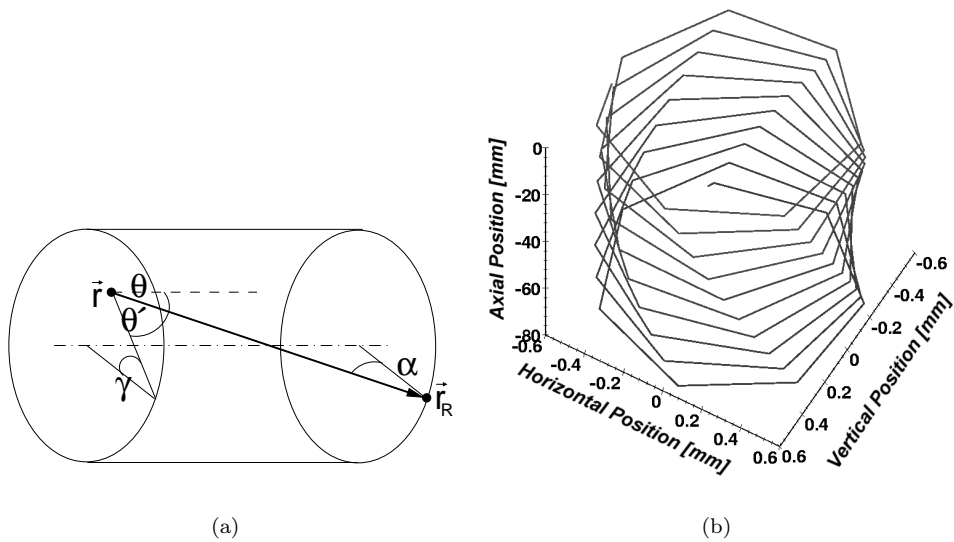 r⃗
θ
θ′
γ
α
r⃗R
(a)
Axial Position [mm]
0
-20
-40
-60
-80
-0.6
-0.4
-0.2
0
0.2
0.4
0.6
Horizontal Position [mm]
0.6
0.4
0.2
0
-0.2
-0.4
-0.6
Vertical Position [mm]
(b)